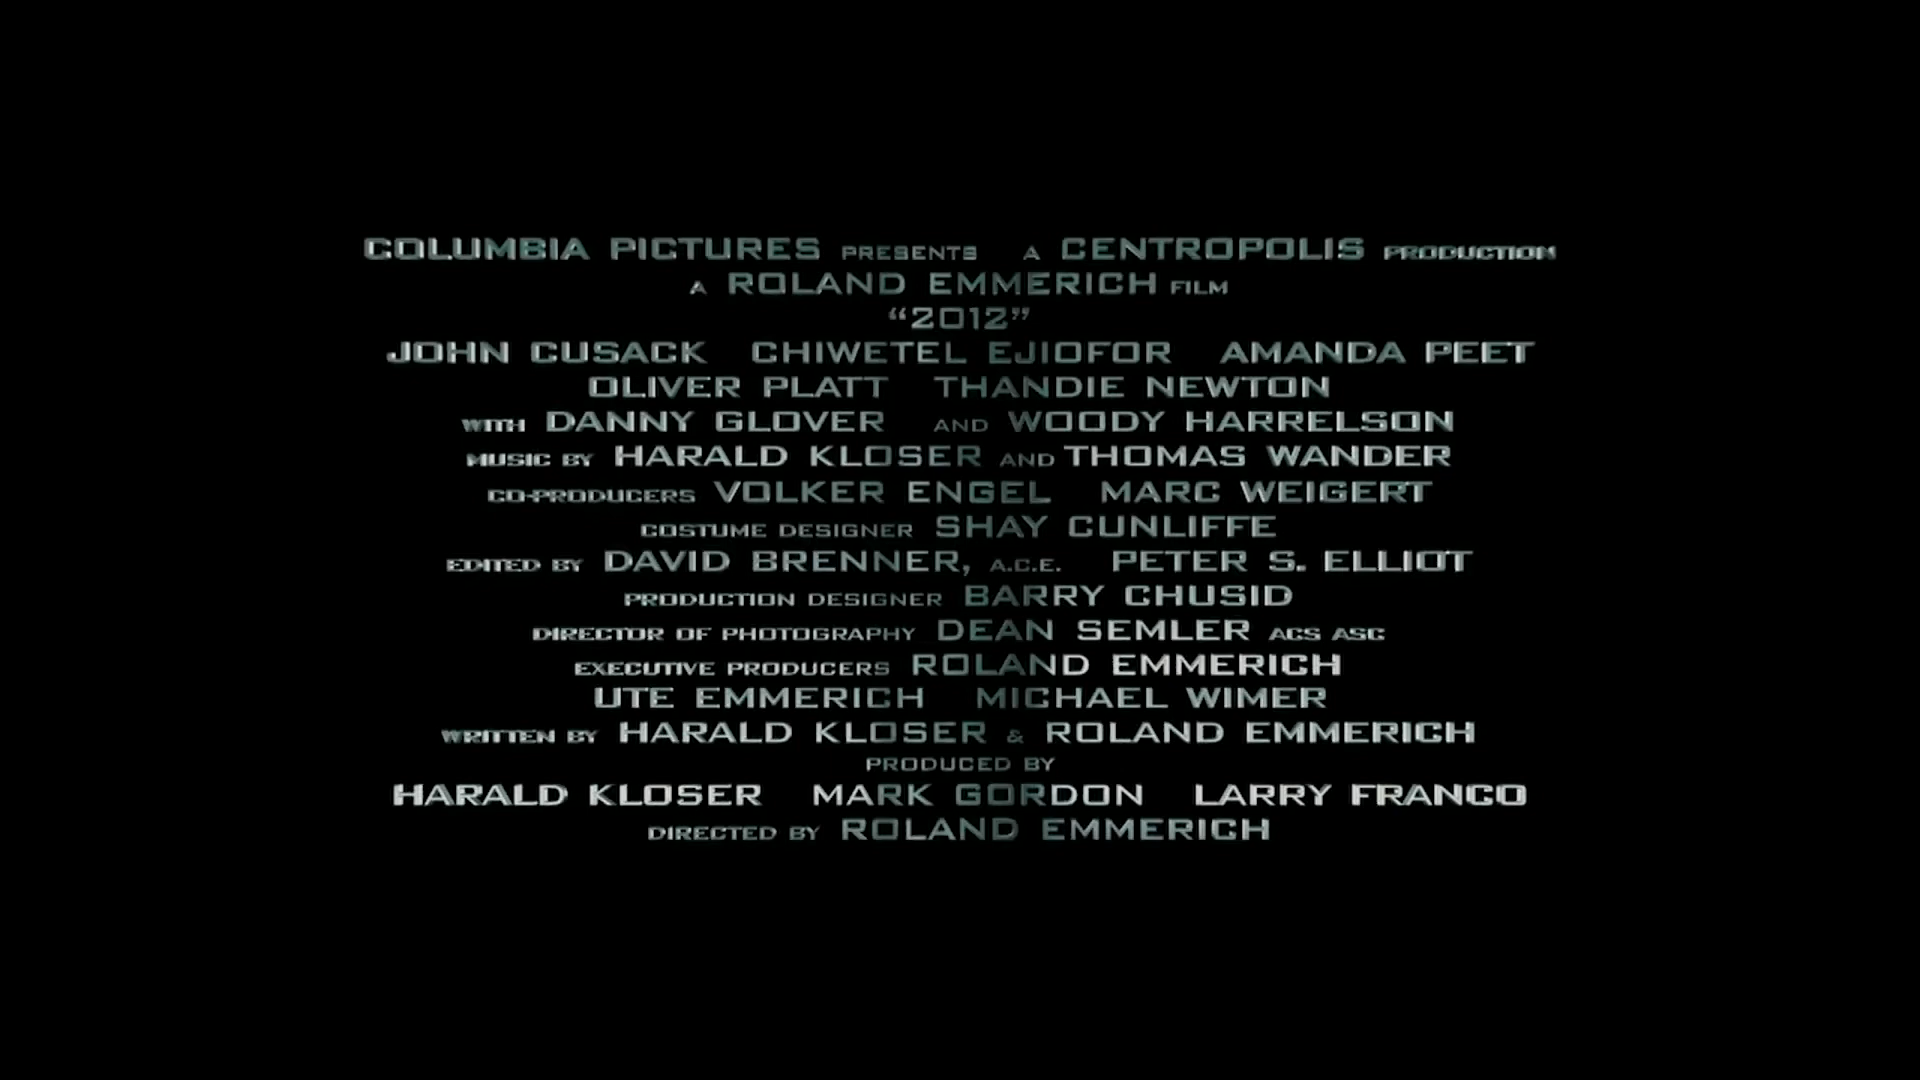 COLUMBIA PICTURES PRESENTS A CENTROPOLIS PRODUCTION
A ROLAND EMMERICH FILM
“2012”
JOHN CUSACK CHIWETEL EJIOFOR AMANDA PEET
OLIVER PLATT THANDIE NEWTON
WITH DANNY GLOVER AND WOODY HARRELSON
MUSIC BY HARALD KLOSER AND THOMAS WANDER
CO-PRODUCERS VOLKER ENGEL MARC WEIGERT
COSTUME DESIGNER SHAY CUNLIFFE
EDITED BY DAVID BRENNER, A.C.E. PETER S. ELLIOT
PRODUCTION DESIGNER BARRY CHUSID
DIRECTOR OF PHOTOGRAPHY DEAN SEMLER ACS ASC
EXECUTIVE PRODUCERS ROLAND EMMERICH
UTE EMMERICH MICHAEL WIMER
WRITTEN BY HARALD KLOSER & ROLAND EMMERICH
PRODUCED BY
HARALD KLOSER MARK GORDON LARRY FRANCO
DIRECTED BY ROLAND EMMERICH